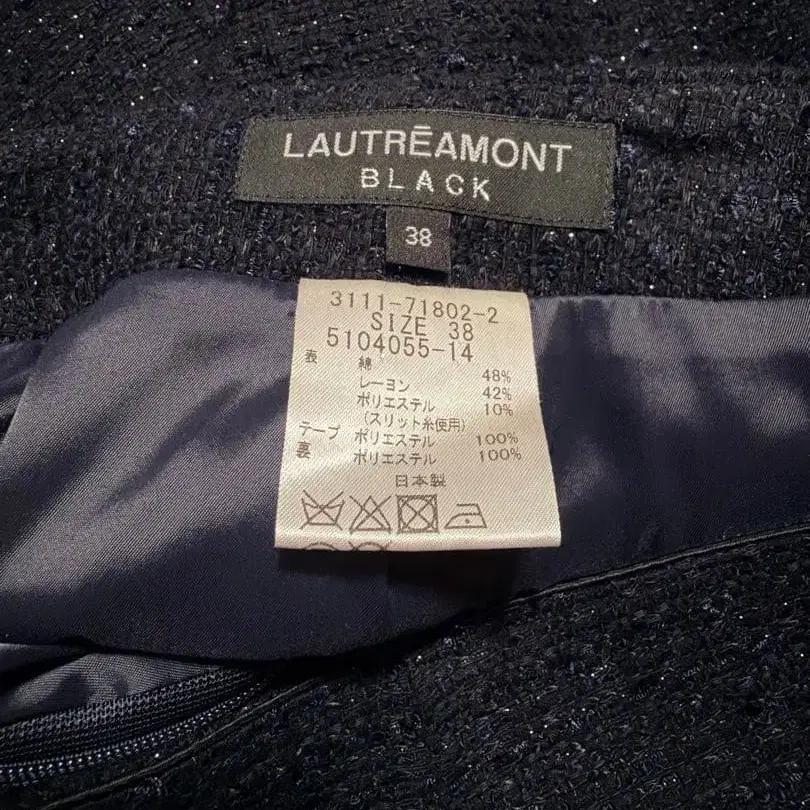 LAUTRĒAMONT
BLACK
38
3111-71802-2
SIZE 38
5104055-14
表 綿 48%
レーヨン 42%
ポリエステル 10%
(スリット糸使用)
テープ ポリエステル 100%
裏 ポリエステル 100%
日本製